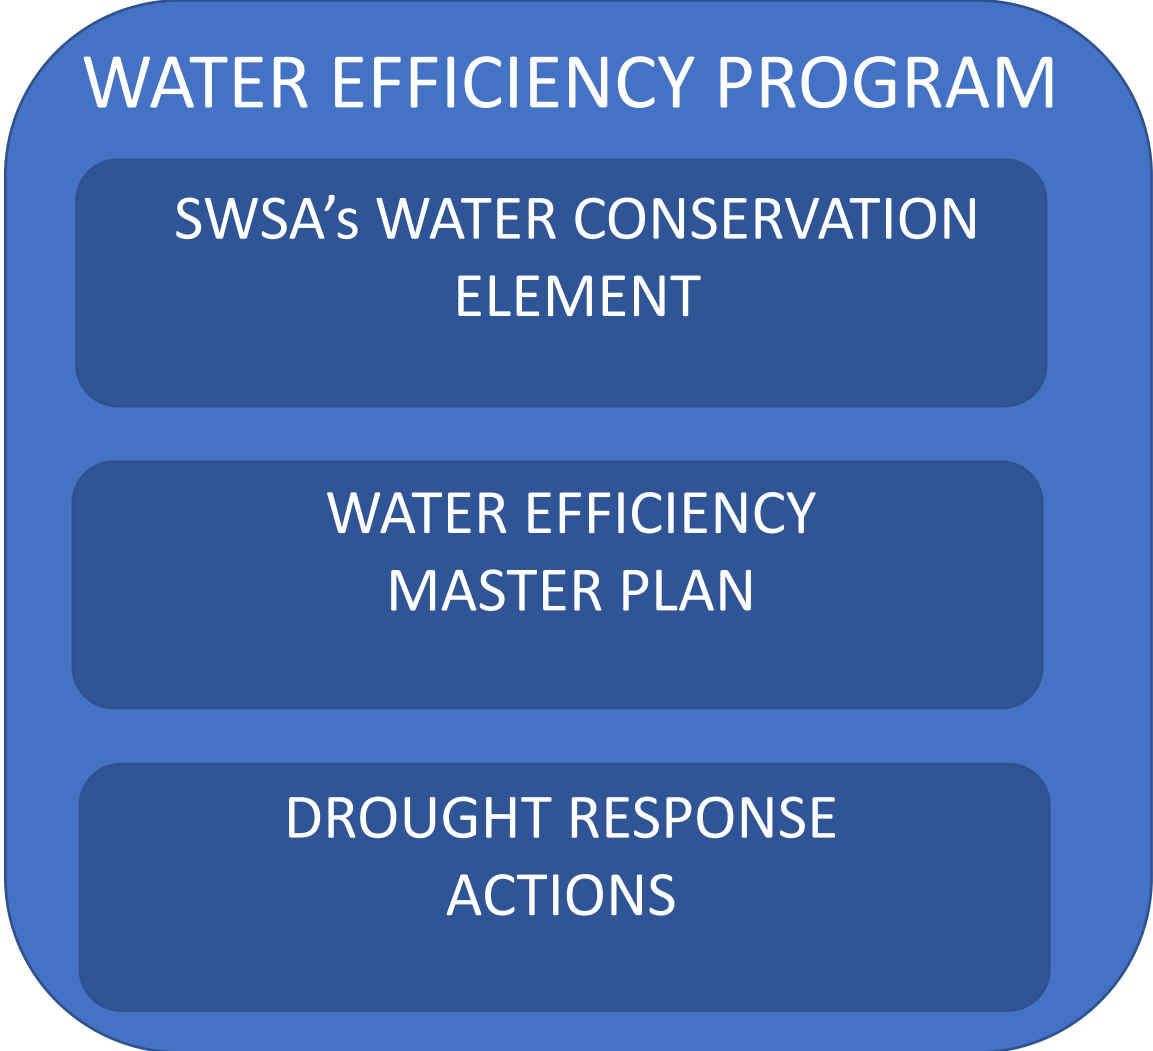 WATER EFFICIENCY PROGRAM
SWSA’s WATER CONSERVATION
ELEMENT
WATER EFFICIENCY
MASTER PLAN
DROUGHT RESPONSE
ACTIONS